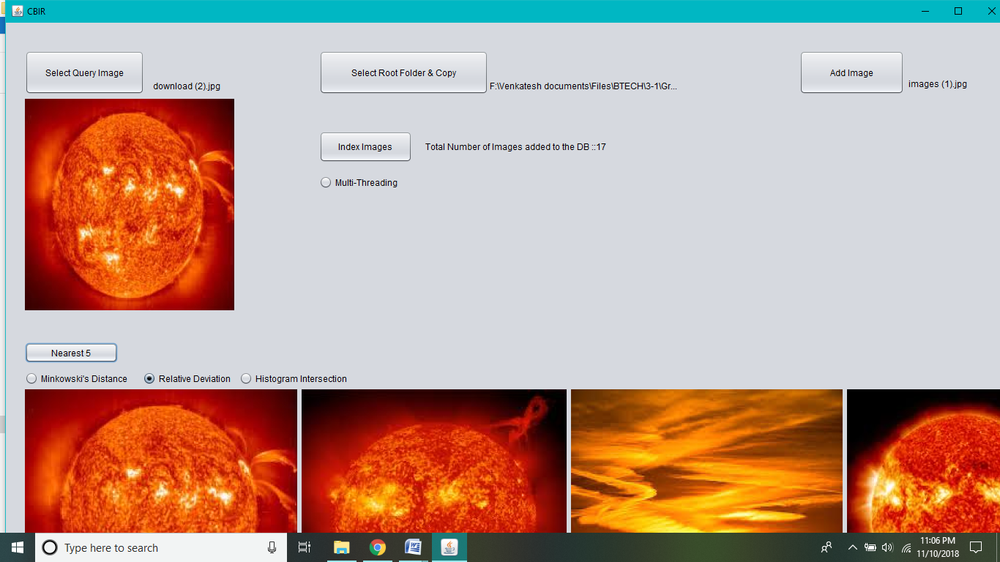 CBIR
Select Query Image
download (2).jpg
Select Root Folder & Copy
F:\Venkatesh documents\Files\BTECH\3-1\Gr...
Add Image
images (1).jpg
Index Images
Total Number of Images added to the DB ::17
Multi-Threading
Nearest 5
Minkowski's Distance
Relative Deviation
Histogram Intersection
Type here to search
11:06 PM
11/10/2018